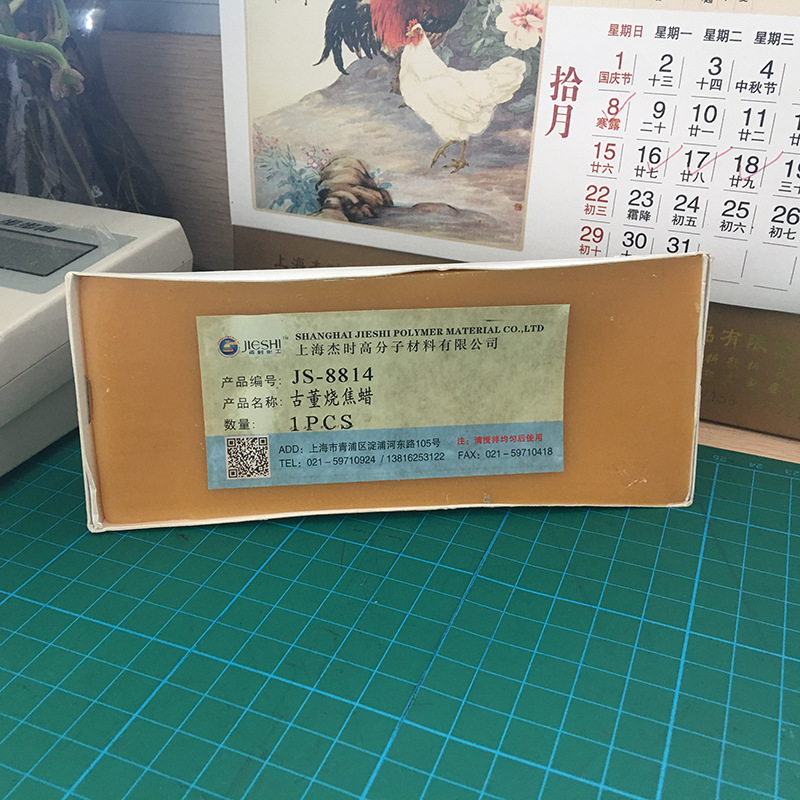 星期日 星期一 星期二 星期三
1 2 3 4
国庆节 十三 十四 中秋节
拾月
8 9 10 11
寒露 二十 廿一 廿二
15 16 17 18 19
廿六 廿七 廿八 廿九
22 23 24 25 26
初三 霜降 初五 初六 初七
29 30 31
初十
JIESHI™
SHANGHAI JIESHI POLYMER MATERIAL CO.,LTD
上海杰时高分子材料有限公司
产品编号: JS-8814
产品名称: 古董烧焦蜡
数量: 1PCS
ADD: 上海市青浦区淀浦河东路105号
注: 请搅拌均匀后使用
TEL: 021-59710924 / 13816253122 FAX: 021-59710418